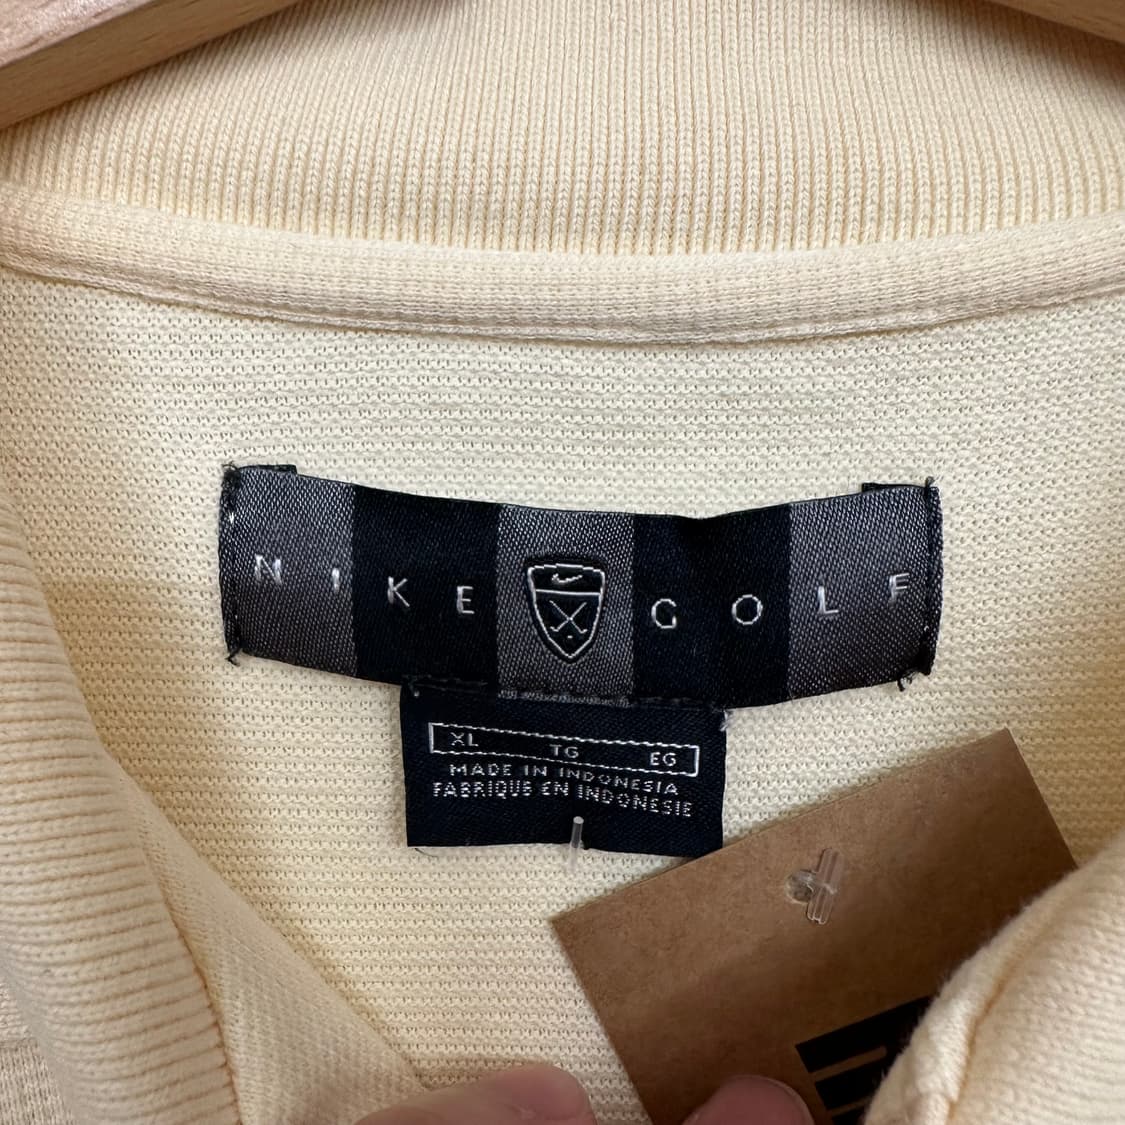 NIKE GOLF
XL TG EG
MADE IN INDONESIA
FABRIQUE EN INDONESIE